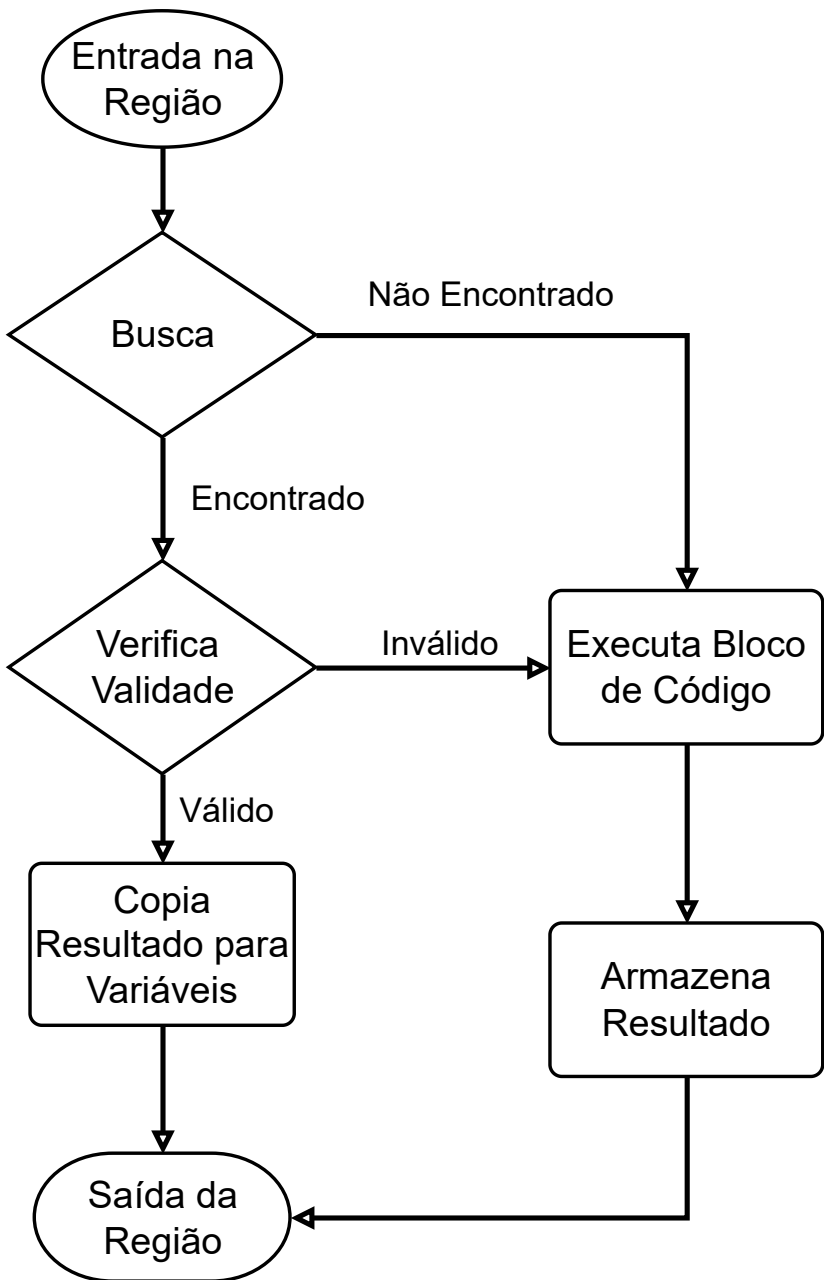 Entrada na
Região
Busca
Não Encontrado
Encontrado
Verifica
Validade
Inválido
Executa Bloco
de Código
Válido
Copia
Resultado para
Variáveis
Armazena
Resultado
Saída da
Região